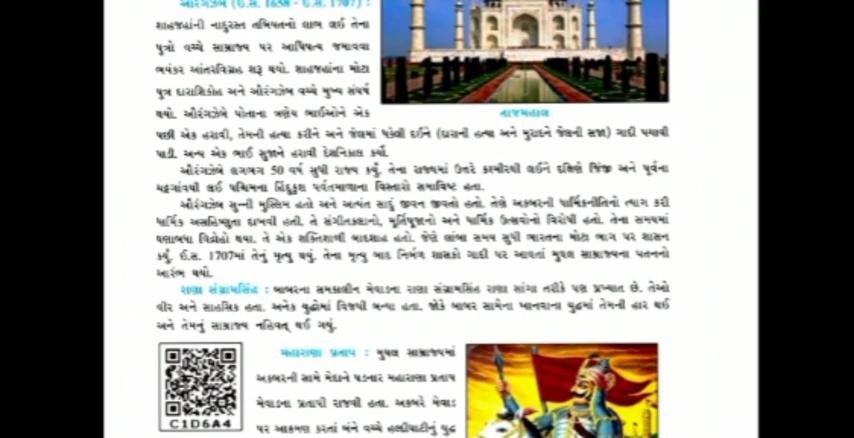 ઔરંગઝેબ (ઈ.સ. 1658 - ઈ.સ. 1707) :
શાહજહાંની નાદુરસ્ત તબિયતનો લાભ લઈ તેના
પુત્રો વચ્ચે સામ્રાજ્ય પર આધિપત્ય જમાવવા
ભયંકર આંતરવિગ્રહ શરૂ થયો. શાહજહાંના મોટા
પુત્ર દારાશિકોહ અને ઔરંગઝેબ વચ્ચે મુખ્ય સંઘર્ષ
થયો. ઔરંગઝેબે પોતાના ત્રણેય ભાઈઓને એક
તાજમહાલ
પછી એક હરાવી, તેમની હત્યા કરીને અને જેલમાં ધકેલી દઈને (દારાની હત્યા અને મુરાદને જેલની સજા) ગાદી પચાવી
પાડી. અન્ય એક ભાઈ સુજાને હરાવી દેશનિકાલ કર્યો.
ઔરંગઝેબે લગભગ 50 વર્ષ સુધી રાજ્ય કર્યું. તેના રાજ્યમાં ઉત્તરે કાશ્મીરથી લઈને દક્ષિણે જિંજી અને પૂર્વના
ચટ્ટગાંવથી લઈ પશ્ચિમના હિંદુકુશ પર્વતમાળાના વિસ્તારો સમાવિષ્ટ હતા.
ઔરંગઝેબ સુન્ની મુસ્લિમ હતો અને અત્યંત સાદું જીવન જીવતો હતો. તેણે અકબરની ધાર્મિકનીતિનો ત્યાગ કરી
ધાર્મિક અસહિષ્ણુતા દાખવી હતી. તે સંગીતકલાનો, મૂર્તિપૂજાનો અને ધાર્મિક ઉત્સવોનો વિરોધી હતો. તેના સમયમાં
ઘણાબધા વિદ્રોહો થયા. તે એક શક્તિશાળી બાદશાહ હતો. જેણે લાંબા સમય સુધી ભારતના મોટા ભાગ પર શાસન
કર્યું. ઈ.સ. 1707માં તેનું મૃત્યુ થયું. તેના મૃત્યુ બાદ નિર્બળ શાસકો ગાદી પર આવતાં મુઘલ સામ્રાજ્યના પતનનો
આરંભ થયો.
રાણા સંગ્રામસિંહ : બાબરના સમકાલીન મેવાડના રાણા સંગ્રામસિંહ રાણા સાંગા તરીકે પણ પ્રખ્યાત છે. તેઓ
વીર અને સાહસિક હતા. અનેક યુદ્ધોમાં વિજયી બન્યા હતા. જોકે બાબર સામેના ખાનવાના યુદ્ધમાં તેમની હાર થઈ
અને તેમનું સામ્રાજ્ય નહિવત્ થઈ ગયું.
મહારાણા પ્રતાપ : મુઘલ સામ્રાજ્યમાં
અકબરની સામે મેદાને પડનાર મહારાણા પ્રતાપ
મેવાડના પ્રતાપી રાજવી હતા. અકબરે મેવાડ
પર આક્રમણ કરતાં બંને વચ્ચે હલ્દીઘાટીનું યુદ્ધ
C1D6A4